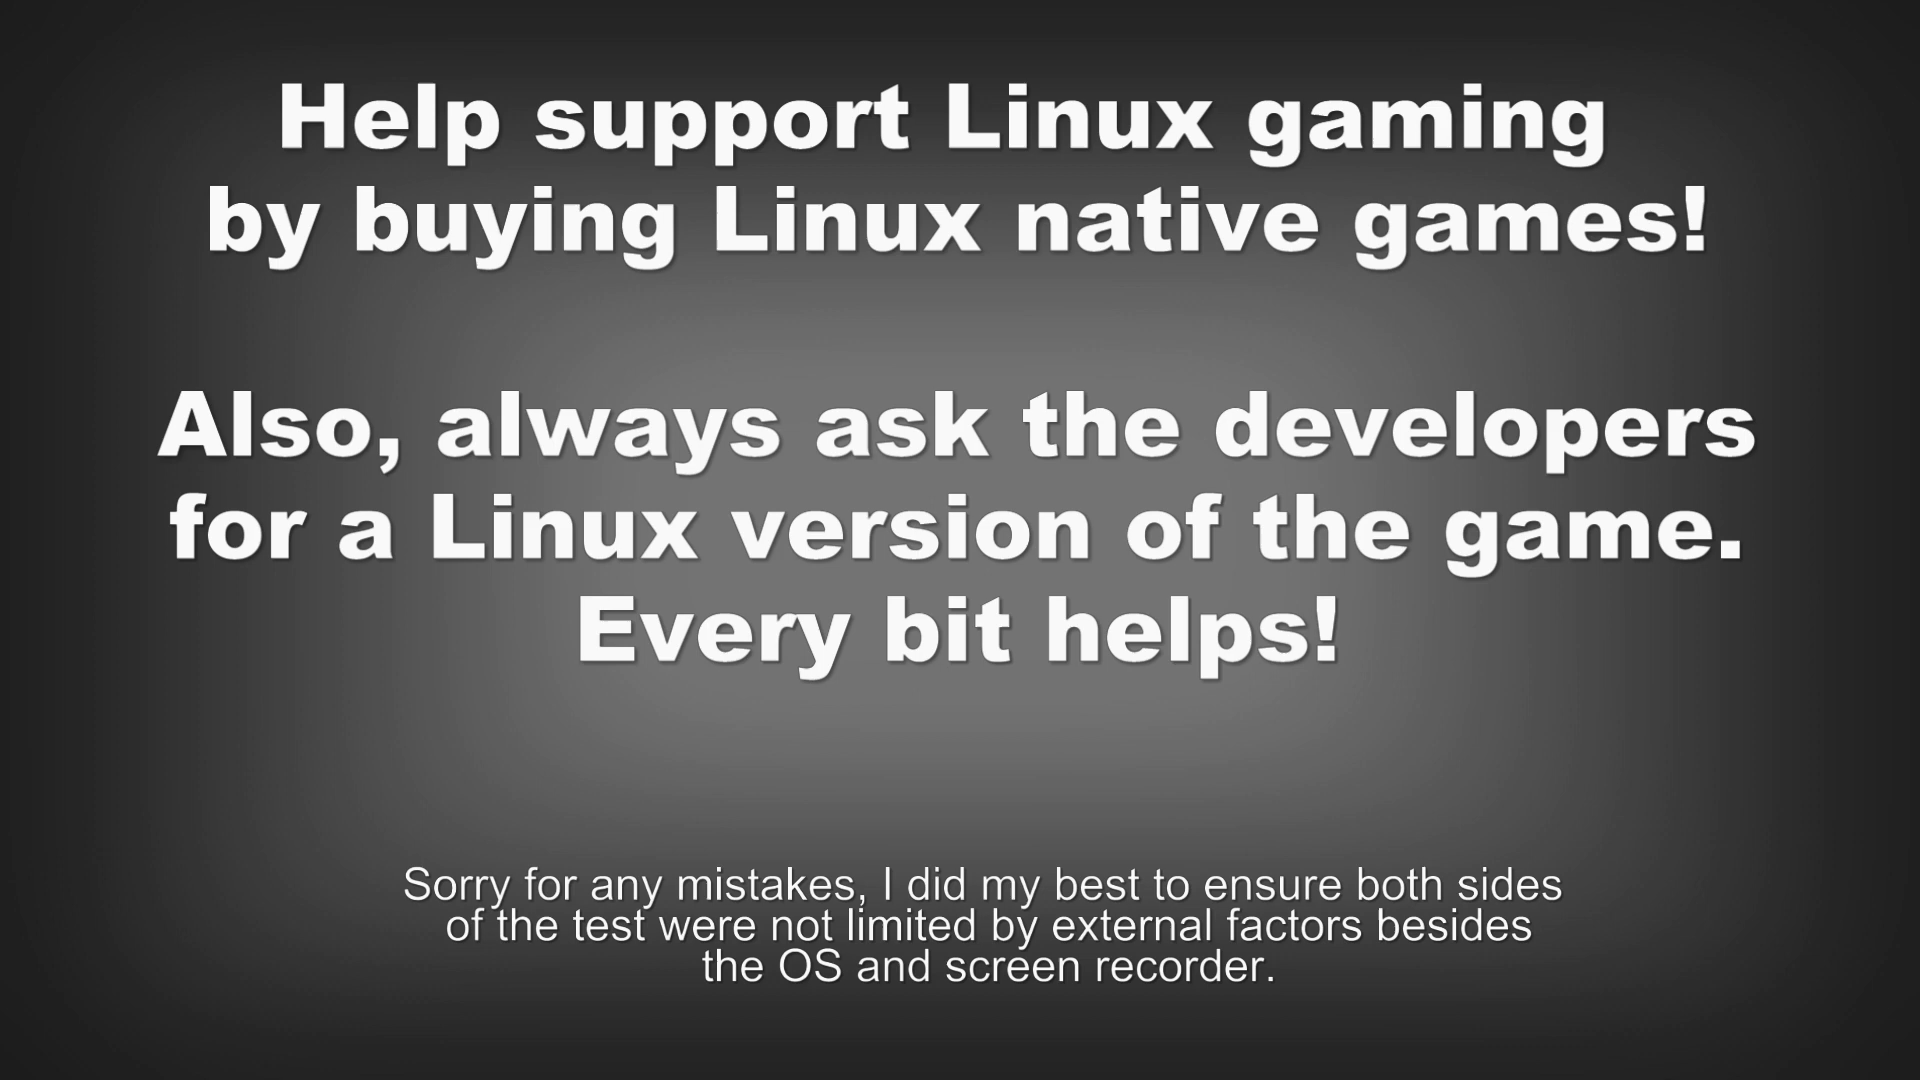 Help support Linux gaming
by buying Linux native games!
Also, always ask the developers
for a Linux version of the game.
Every bit helps!
Sorry for any mistakes, I did my best to ensure both sides
of the test were not limited by external factors besides
the OS and screen recorder.